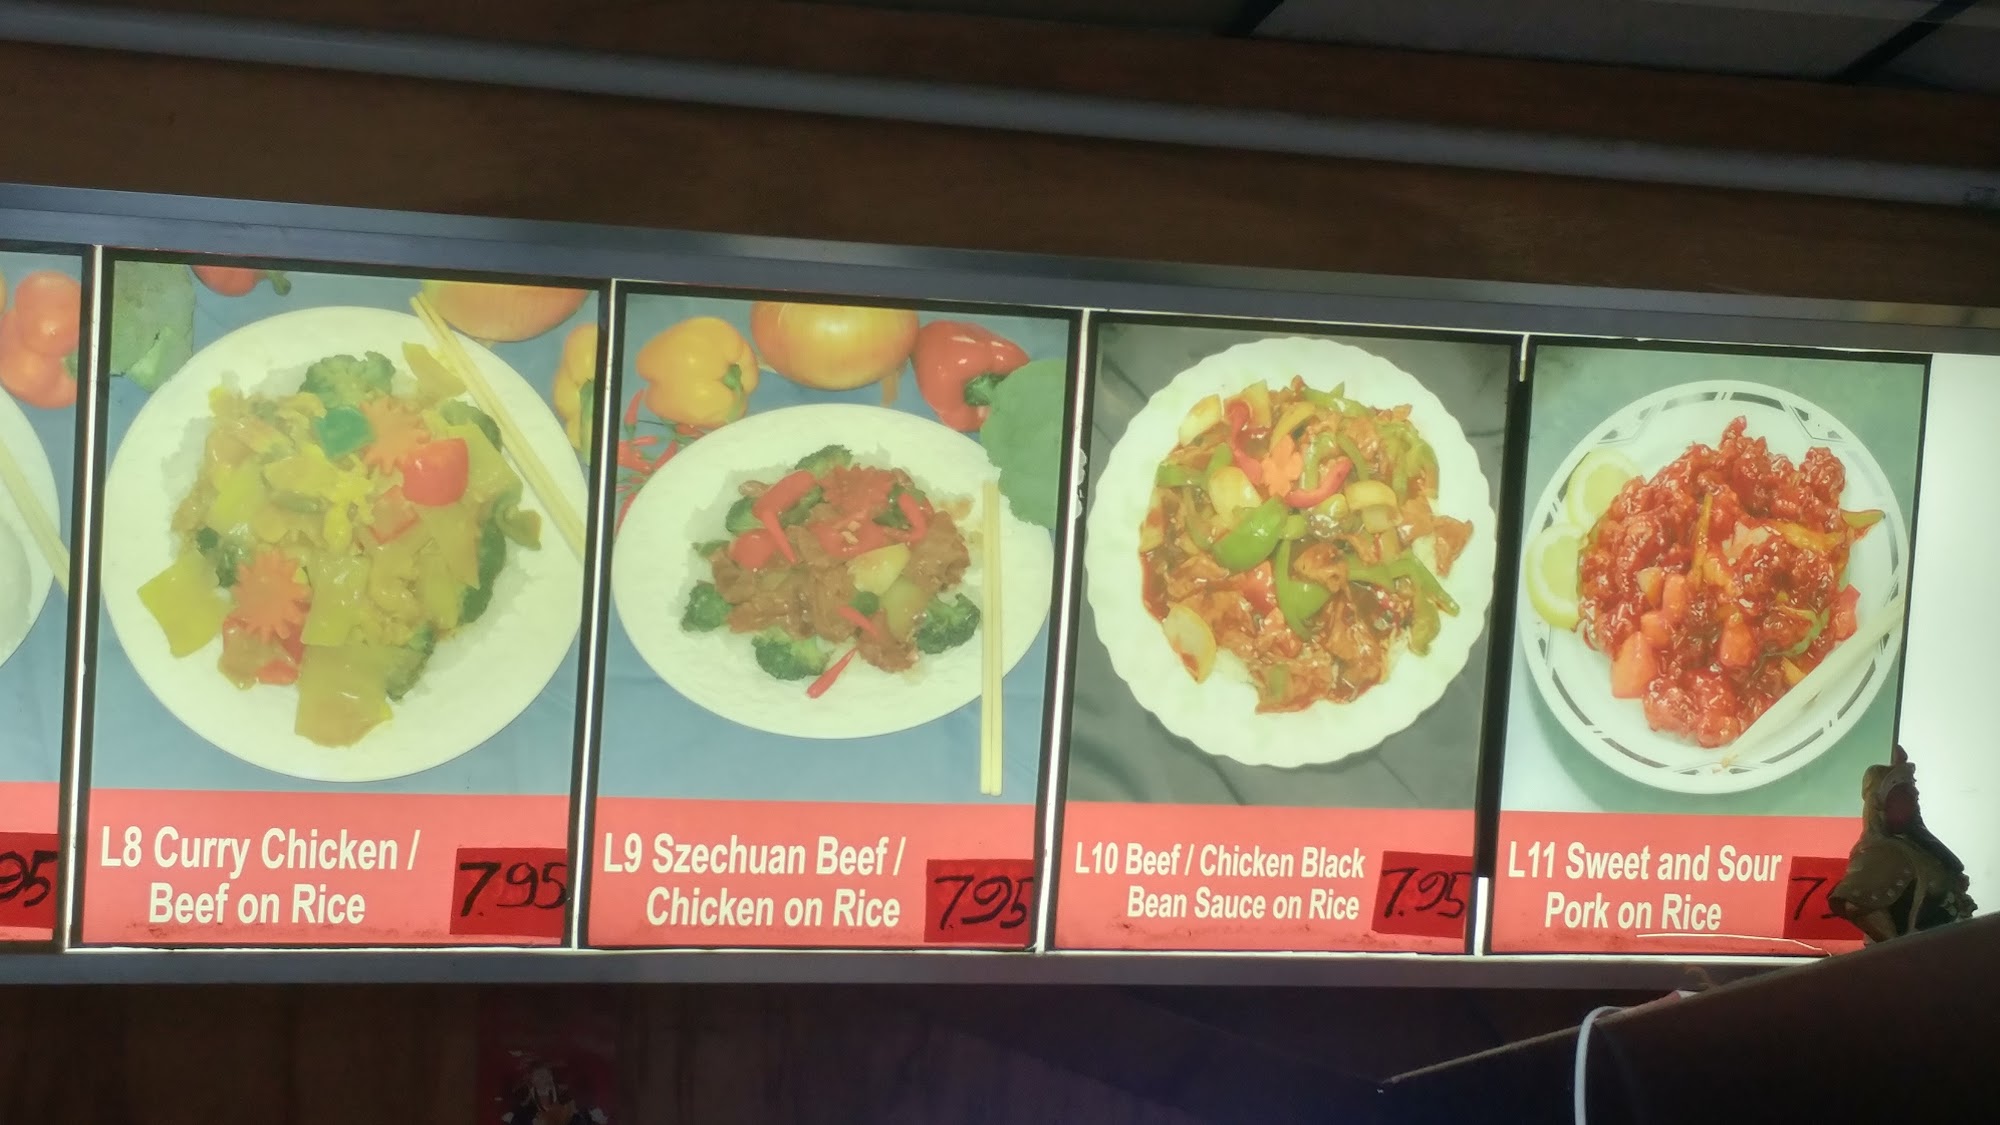 95
L8 Curry Chicken /
Beef on Rice
7.95
L9 Szechuan Beef /
Chicken on Rice
7.95
L10 Beef / Chicken Black
Bean Sauce on Rice
7.95
L11 Sweet and Sour
Pork on Rice